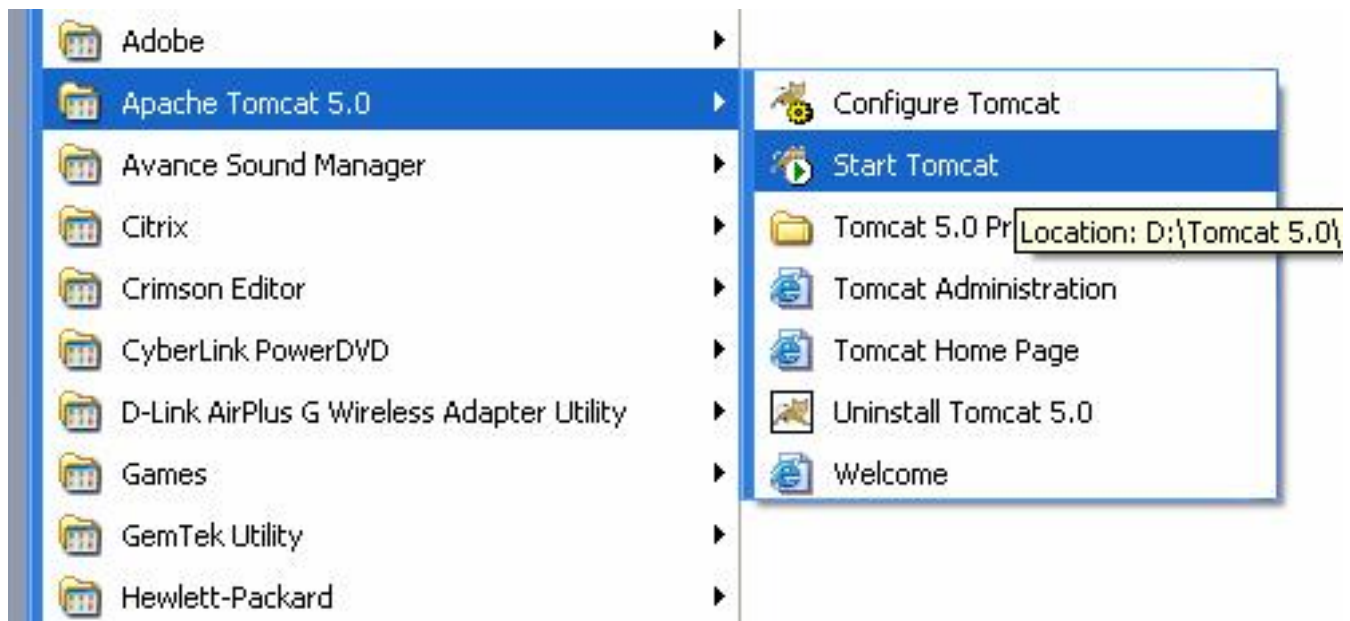 Adobe
Apache Tomcat 5.0
Avance Sound Manager
Citrix
Crimson Editor
CyberLink PowerDVD
D-Link AirPlus G Wireless Adapter Utility
Games
GemTek Utility
Hewlett-Packard
Configure Tomcat
Start Tomcat
Tomcat 5.0 Pr
Location: D:\Tomcat 5.0\
Tomcat Administration
Tomcat Home Page
Uninstall Tomcat 5.0
Welcome